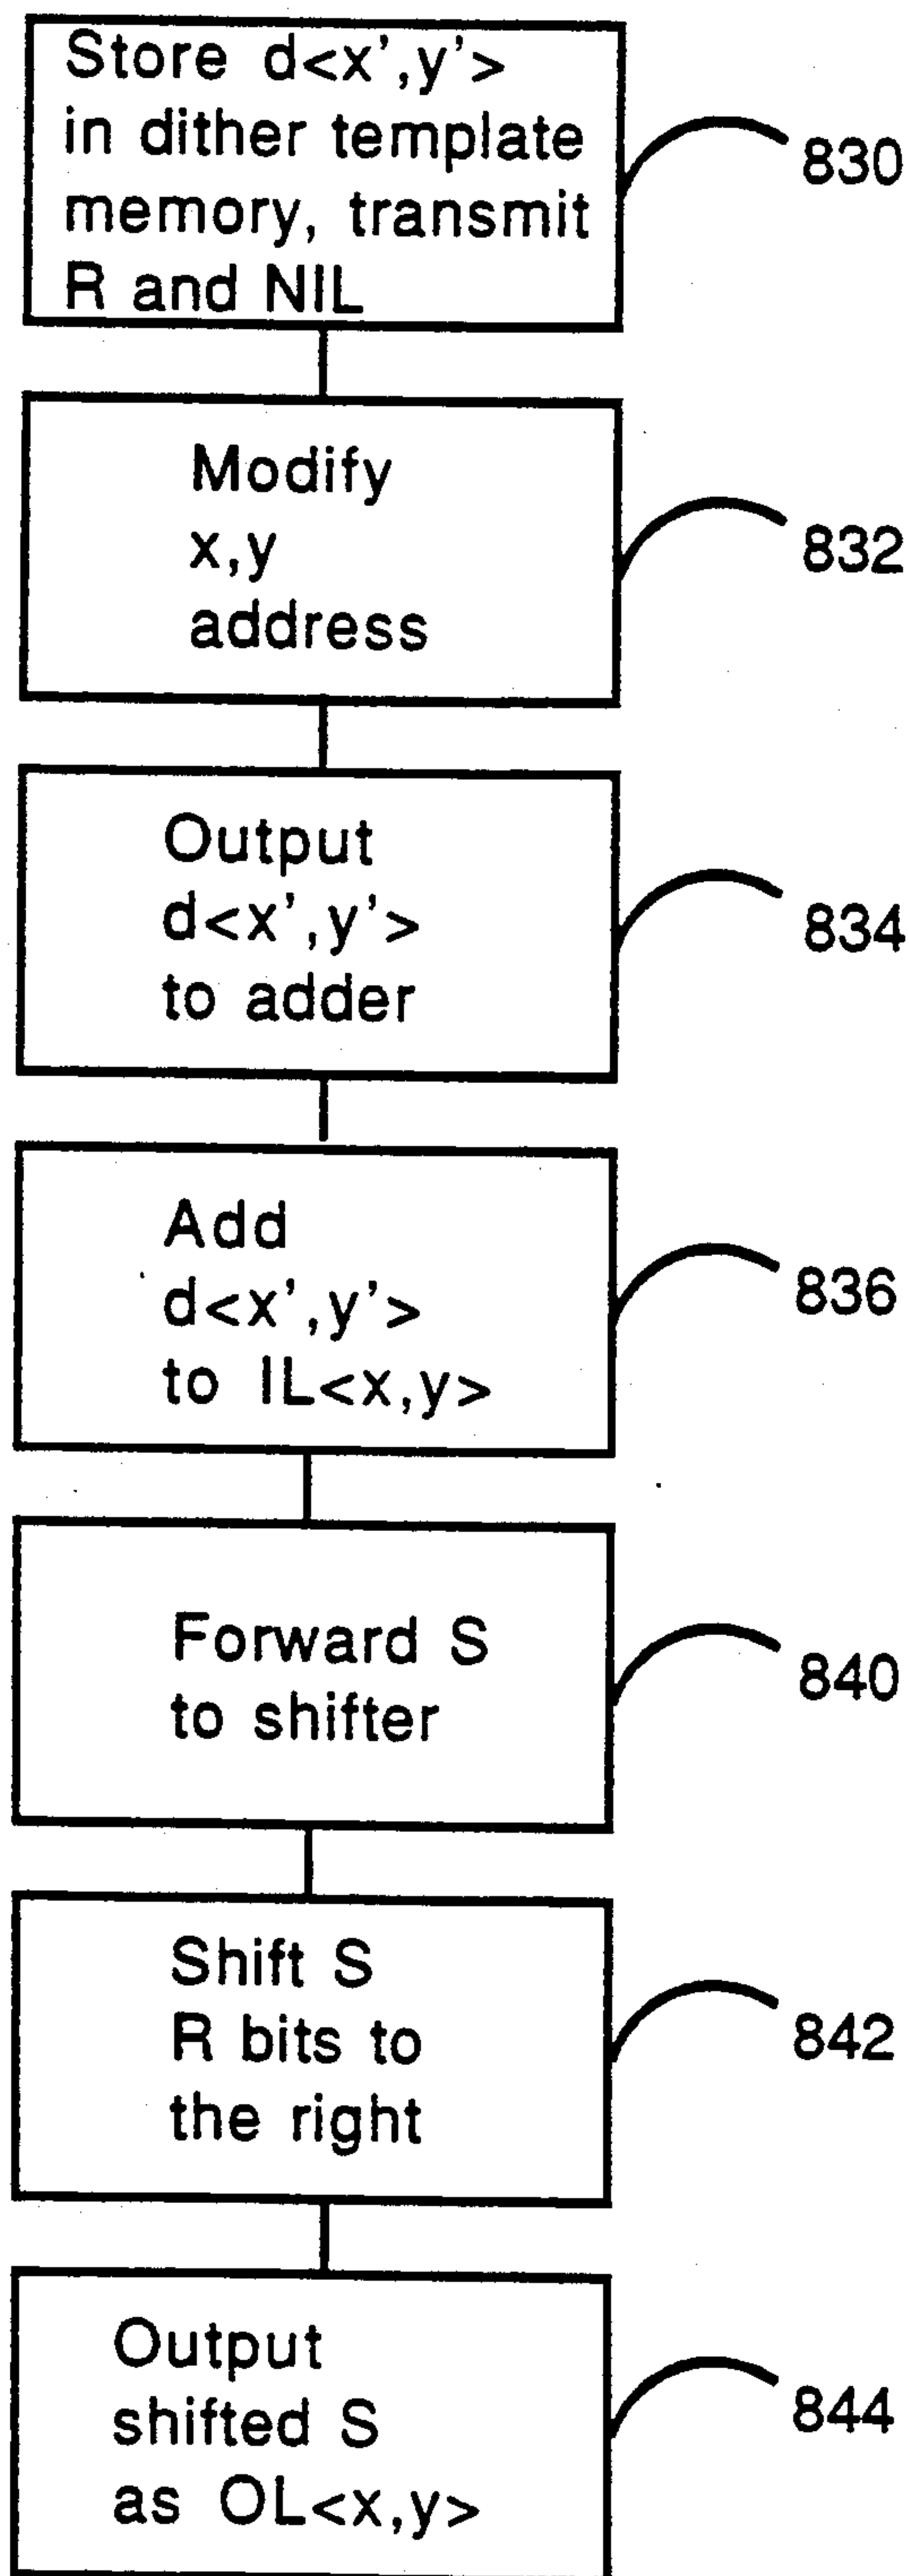 Store d<x',y'>
in dither template
memory, transmit
R and NIL
830
Modify
x,y
address
832
Output
d<x',y'>
to adder
834
Add
d<x',y'>
to IL<x,y>
836
Forward S
to shifter
840
Shift S
R bits to
the right
842
Output
shifted S
as OL<x,y>
844